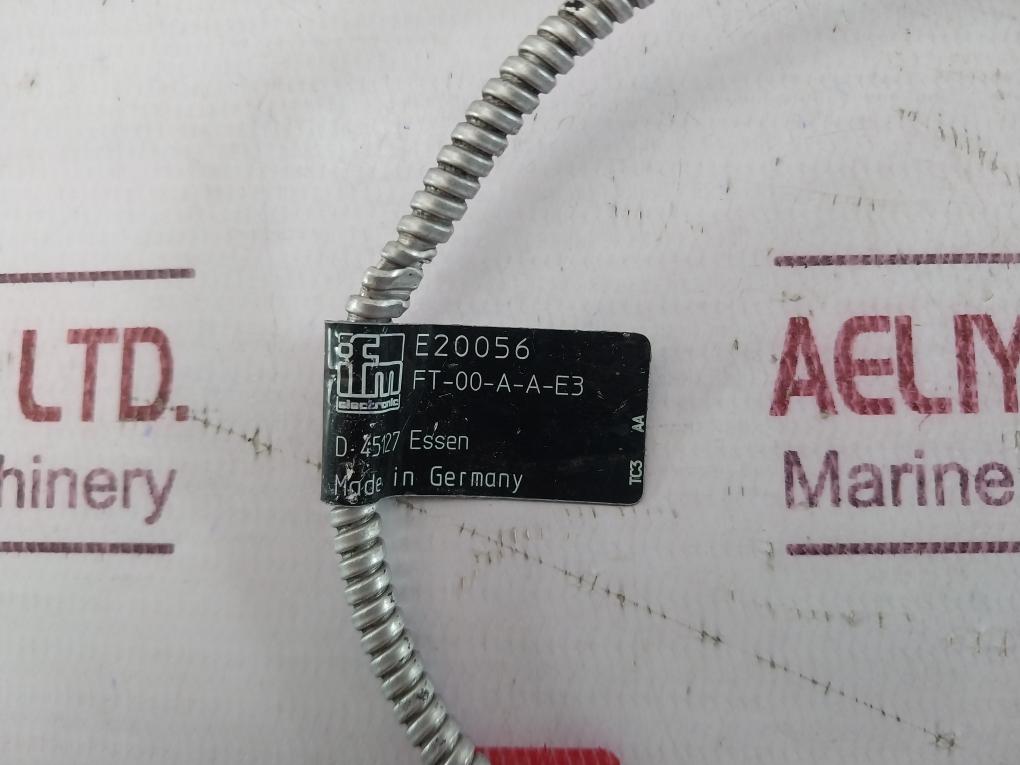 ifm
electronic
E20056
FT-00-A-A-E3
D-45127 Essen
Made in Germany
TC3 AA
LTD.
hinery
AELIY
Marine